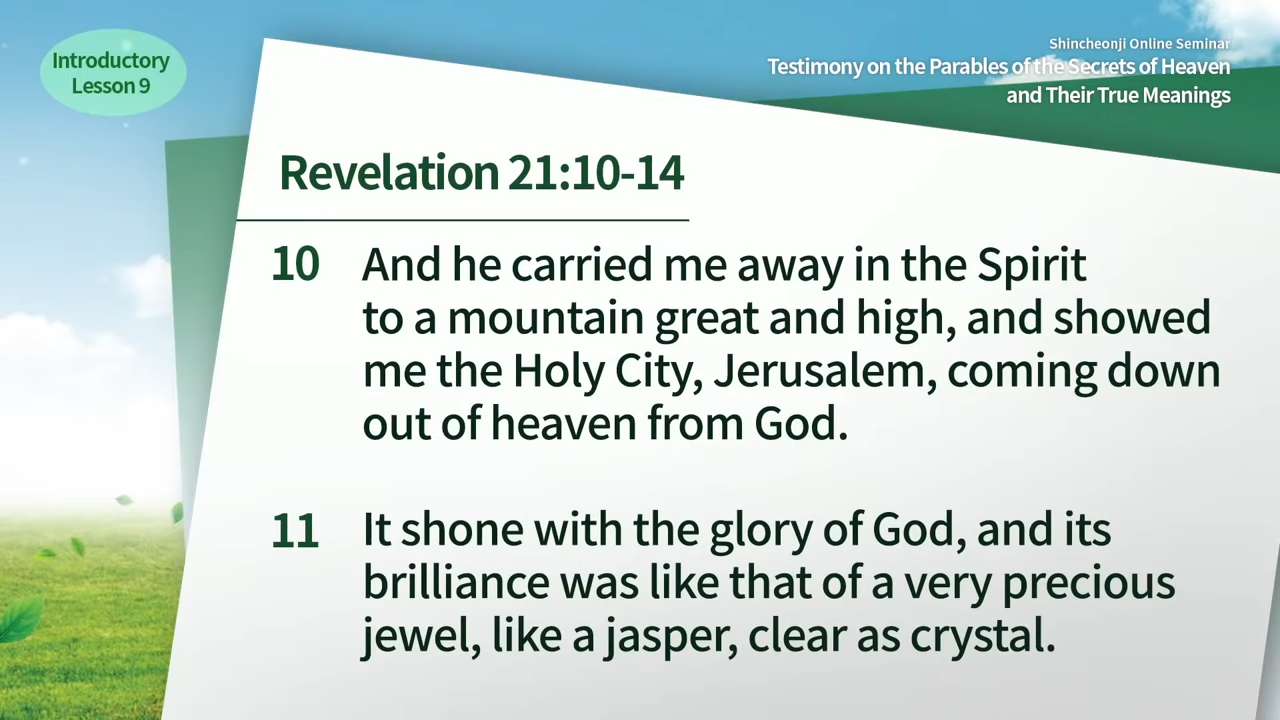 Introductory
Lesson 9
Shincheonji Online Seminar
Testimony on the Parables of the Secrets of Heaven
and Their True Meanings
Revelation 21:10-14
10 And he carried me away in the Spirit
to a mountain great and high, and showed
me the Holy City, Jerusalem, coming down
out of heaven from God.
11 It shone with the glory of God, and its
brilliance was like that of a very precious
jewel, like a jasper, clear as crystal.